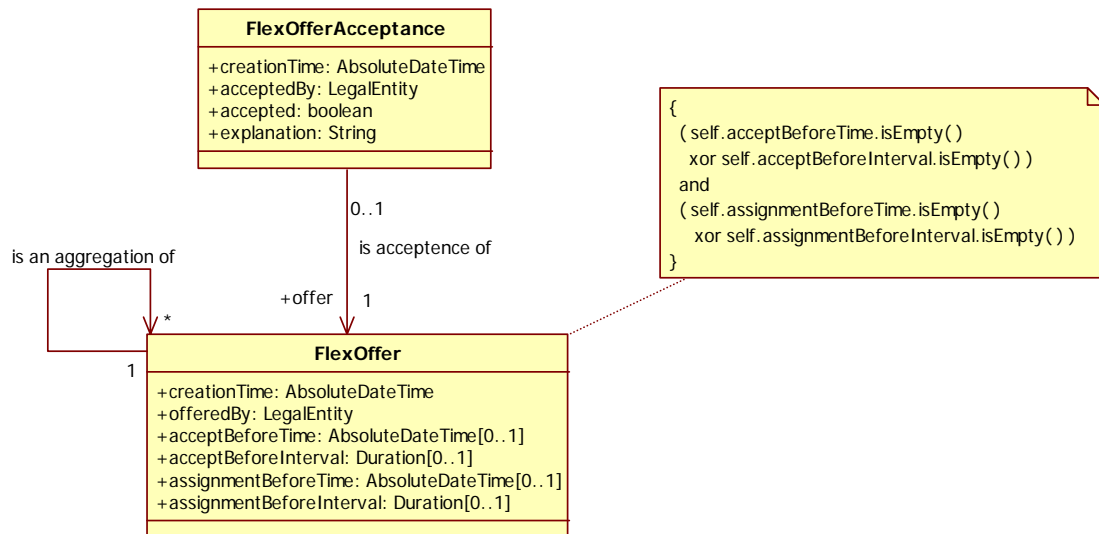 FlexOfferAcceptance
+creationTime: AbsoluteDateTime
+acceptedBy: LegalEntity
+accepted: boolean
+explanation: String
{
(self.acceptBeforeTime.isEmpty()
xor self.acceptBeforeInterval.isEmpty())
and
(self.assignmentBeforeTime.isEmpty()
xor self.assignmentBeforeInterval.isEmpty())
}
0..1
is acceptence of
is an aggregation of
+offer
1
*
1
FlexOffer
+creationTime: AbsoluteDateTime
+offeredBy: LegalEntity
+acceptBeforeTime: AbsoluteDateTime[0..1]
+acceptBeforeInterval: Duration[0..1]
+assignmentBeforeTime: AbsoluteDateTime[0..1]
+assignmentBeforeInterval: Duration[0..1]